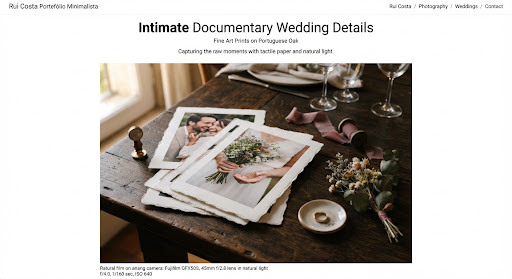 Rui Costa Portefólio Minimalista
Rui Costa / Photography / Weddings / Contact
Intimate Documentary Wedding Details
Fine Art Prints on Portuguese Oak
Capturing the raw moments with tactile paper and natural light.
Ratural film on anang camera: Fujifilm GFX50S, 45mm f/2.8 lens in natural light
f/4.0, 1/160 sec, ISO 640